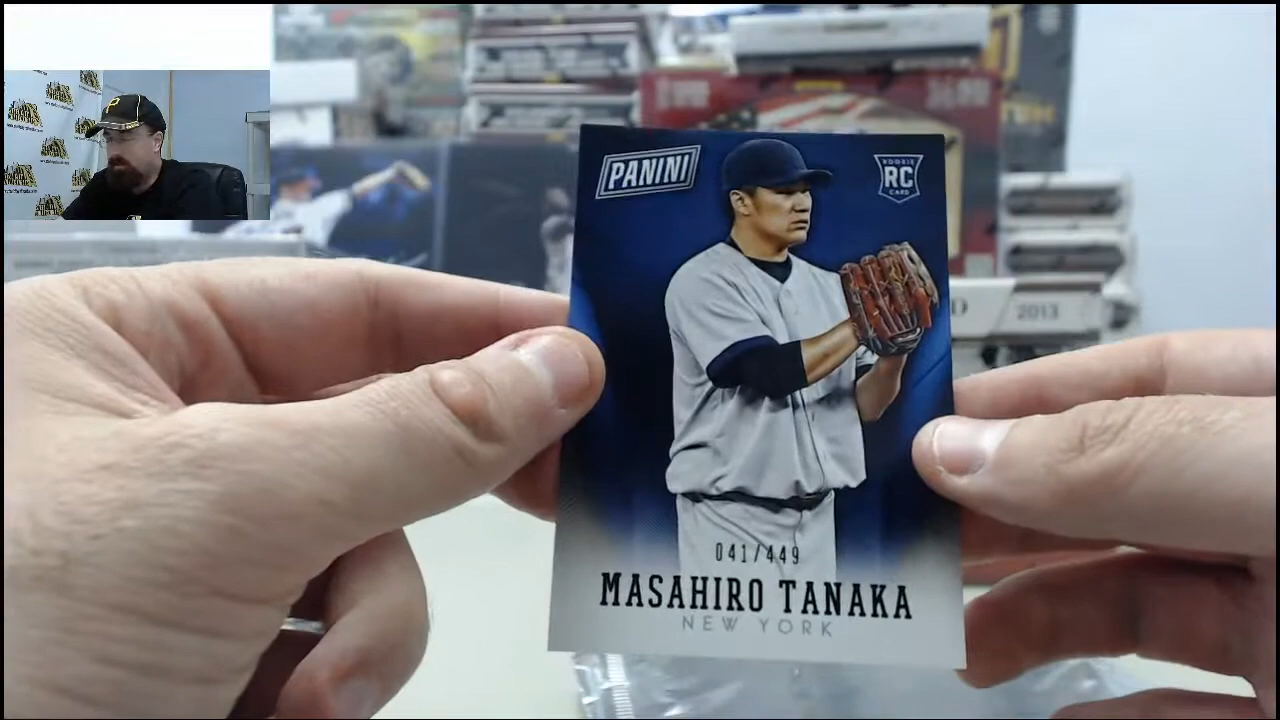 PANINI
ROOKIE
RC
CARD
2013
041/449
MASAHIRO TANAKA
NEW YORK